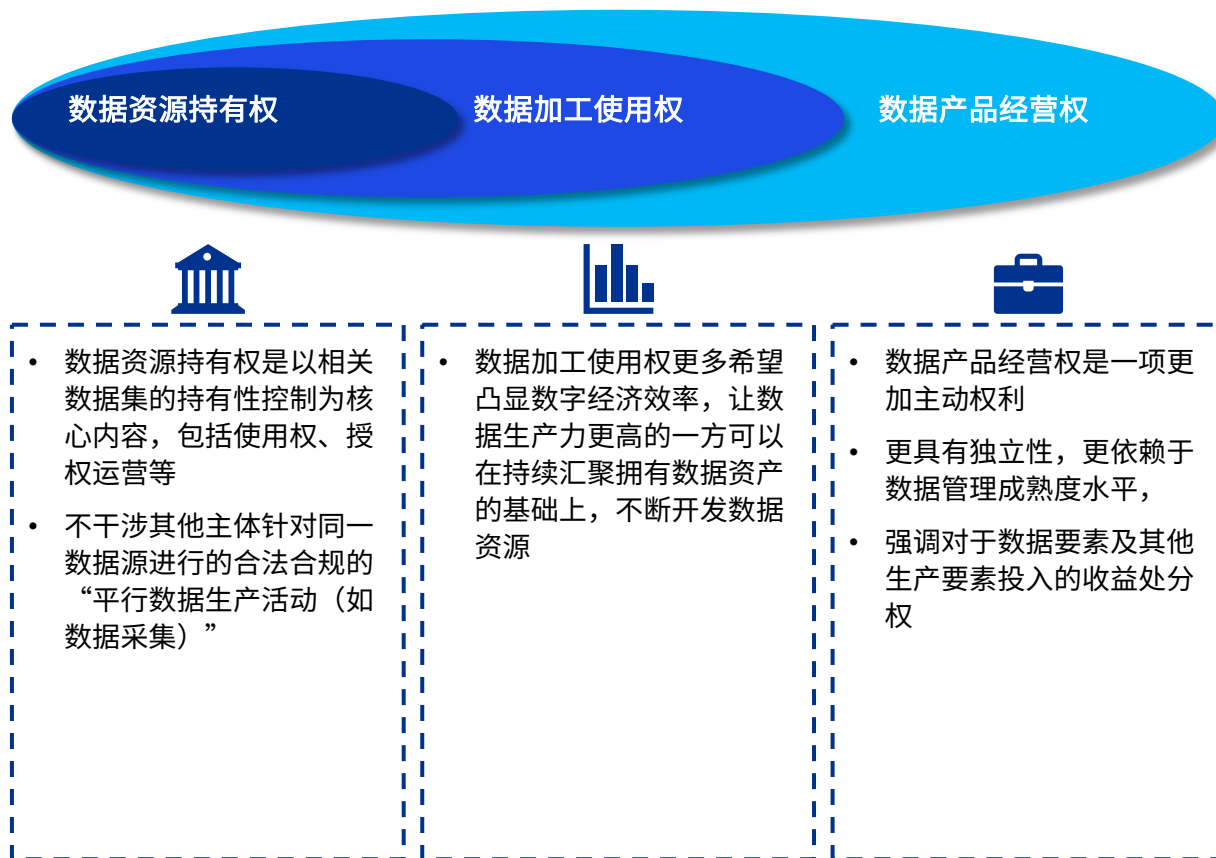 数据资源持有权
数据加工使用权
数据产品经营权
• 数据资源持有权是以相关
数据集的持有性控制为核
心内容，包括使用权、授
权运营等
• 不干涉其他主体针对同一
数据源进行的合法合规的
“平行数据生产活动（如
数据采集）”
• 数据加工使用权更多希望
凸显数字经济效率，让数
据生产力更高的一方可以
在持续汇聚拥有数据资产
的基础上，不断开发数据
资源
• 数据产品经营权是一项更
加主动权利
• 更具有独立性，更依赖于
数据管理成熟度水平，
• 强调对于数据要素及其他
生产要素投入的收益处分
权